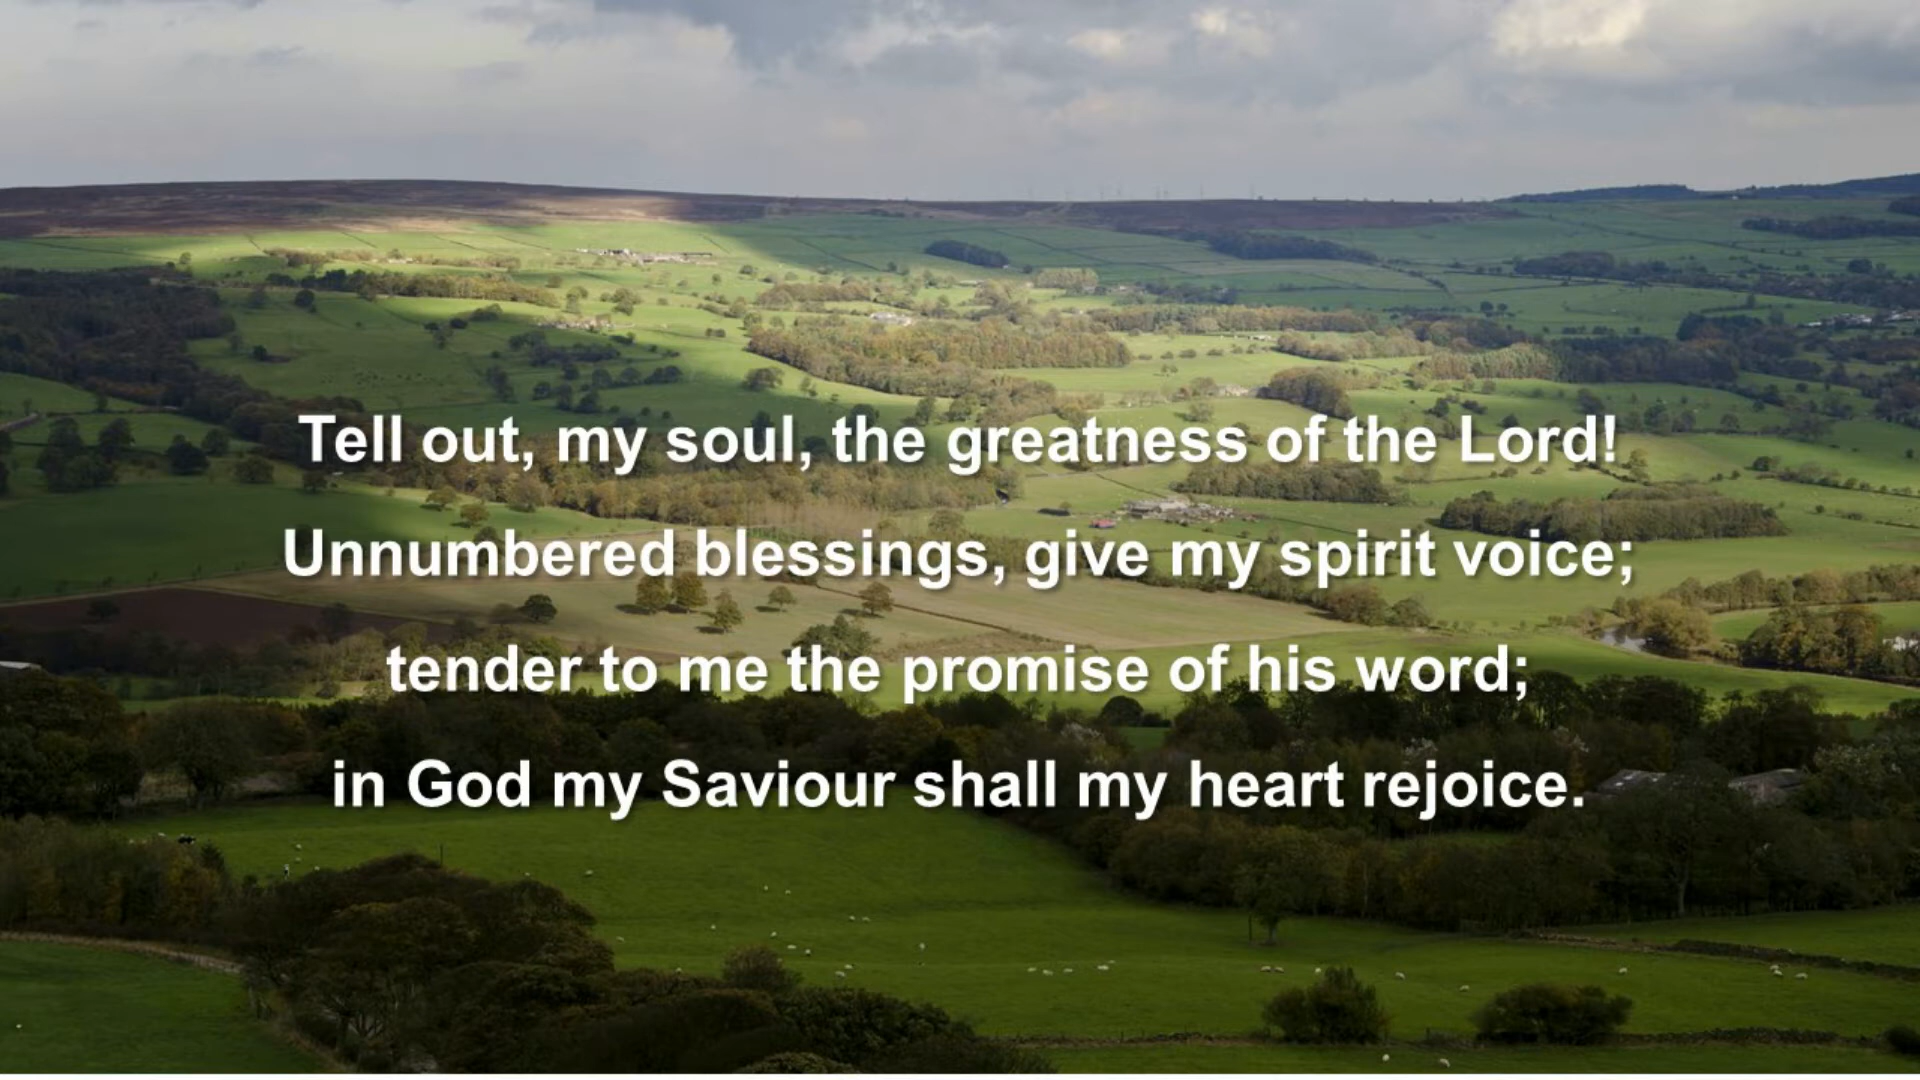 Tell out, my soul, the greatness of the Lord!
Unnumbered blessings, give my spirit voice;
tender to me the promise of his word;
in God my Saviour shall my heart rejoice.